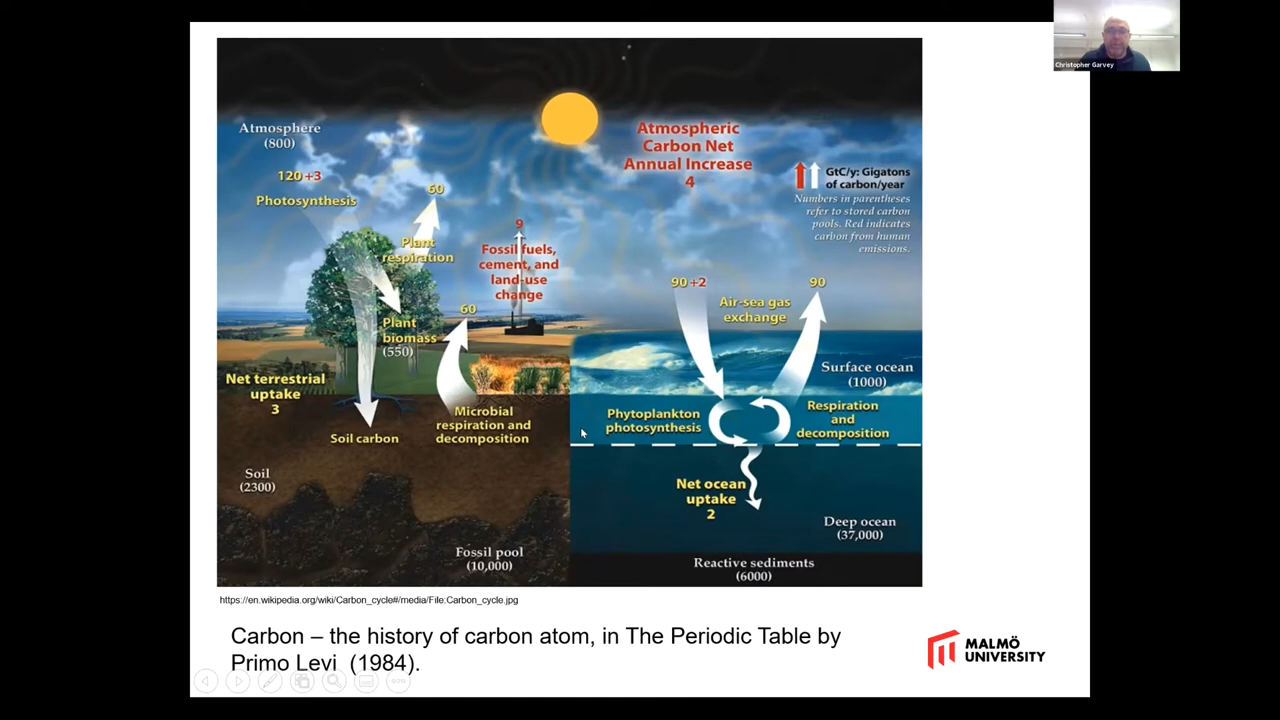 Christopher Garvey
Atmosphere
(800)
120 +3
Photosynthesis
60
Plant
respiration
9
Fossil fuels,
cement, and
land-use
change
Atmospheric
Carbon Net
Annual Increase
4
GtC/y: Gigatons
of carbon/year
Numbers in parentheses
refer to stored carbon
pools. Red indicates
carbon from human
emissions.
Plant
biomass
(550)
60
90 +2
Air-sea gas
exchange
90
Surface ocean
(1000)
Net terrestrial
uptake
3
Soil carbon
Microbial
respiration and
decomposition
Phytoplankton
photosynthesis
Respiration
and
decomposition
Soil
(2300)
Net ocean
uptake
2
Deep ocean
(37,000)
Fossil pool
(10,000)
Reactive sediments
(6000)
https://en.wikipedia.org/wiki/Carbon_cycle#/media/File:Carbon_cycle.jpg
Carbon – the history of carbon atom, in The Periodic Table by
Primo Levi (1984).
MALMÖ
UNIVERSITY